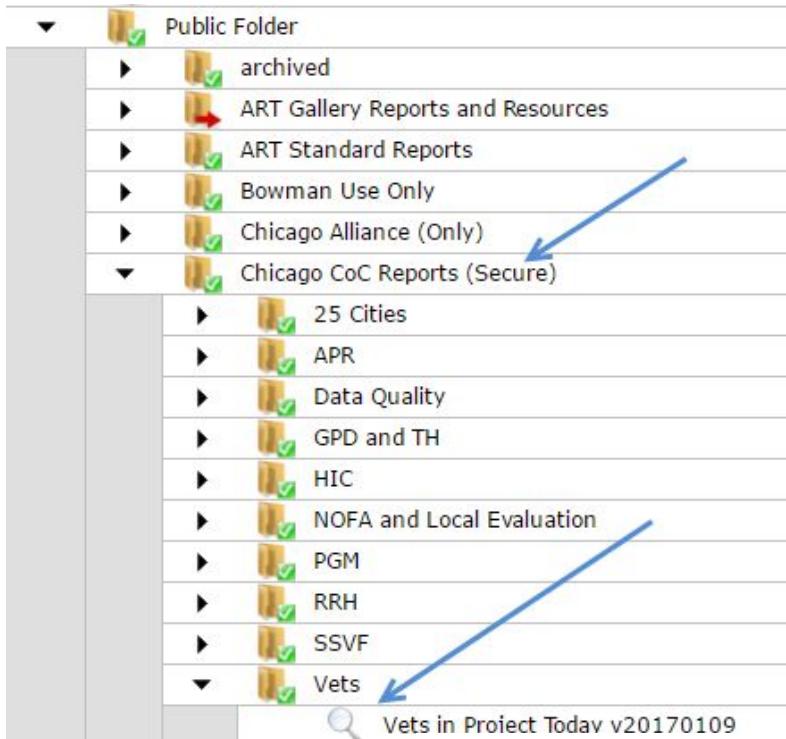 Public Folder
archived
ART Gallery Reports and Resources
ART Standard Reports
Bowman Use Only
Chicago Alliance (Only)
Chicago CoC Reports (Secure)
25 Cities
APR
Data Quality
GPD and TH
HIC
NOFA and Local Evaluation
PGM
RRH
SSVF
Vets
Vets in Project Today v20170109